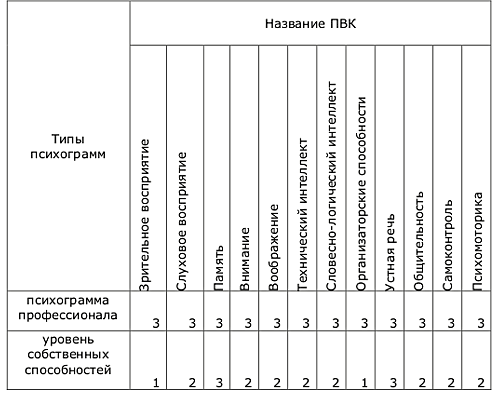 Название ПВК
Типы
психограмм
Зрительное восприятие
Слуховое восприятие
Память
Внимание
Воображение
Технический интеллект
Словесно-логический интеллект
Организаторские способности
Устная речь
Общительность
Самоконтроль
Психомоторика
психограмма
профессионала
3 3 3 3 3 3 3 3 3 3 3 3
уровень
собственных
способностей
1 2 3 2 2 2 2 1 3 2 2 2